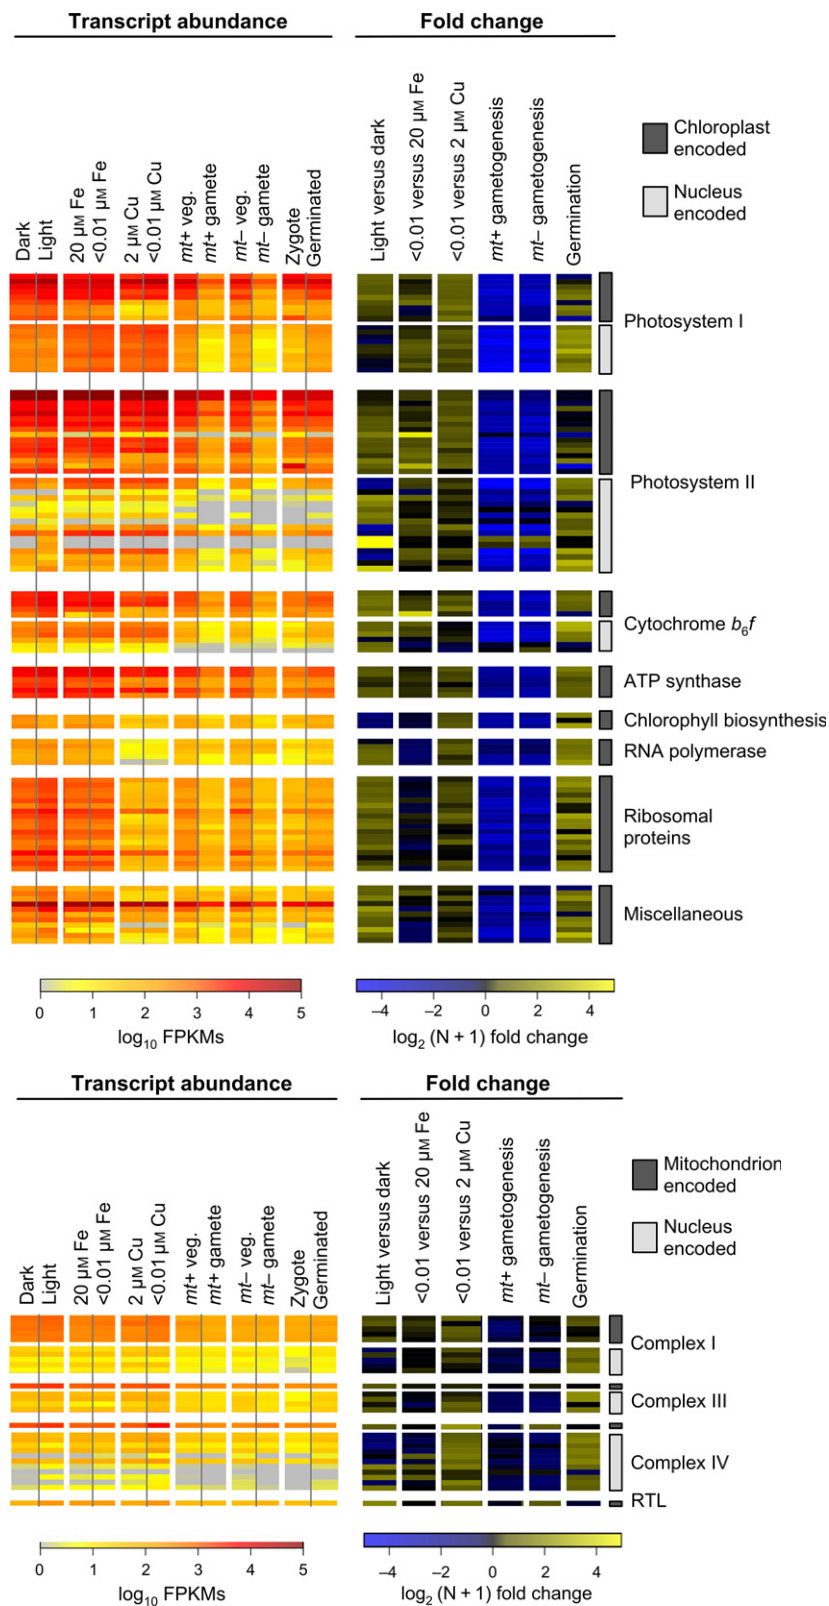 Transcript abundance
Fold change
Dark
Light
20 µM Fe
<0.01 µM Fe
2 µM Cu
<0.01 µM Cu
mt+ veg.
mt+ gamete
mt– veg.
mt– gamete
Zygote
Germinated
Light versus dark
<0.01 versus 20 µM Fe
<0.01 versus 2 µM Cu
mt+ gametogenesis
mt– gametogenesis
Germination
Chloroplast
encoded
Nucleus
encoded
Photosystem I
Photosystem II
Cytochrome b6f
ATP synthase
Chlorophyll biosynthesis
RNA polymerase
Ribosomal
proteins
Miscellaneous
0 1 2 3 4 5
log10 FPKMs
–4 –2 0 2 4
log2 (N + 1) fold change
Transcript abundance
Fold change
Dark
Light
20 µM Fe
<0.01 µM Fe
2 µM Cu
<0.01 µM Cu
mt+ veg.
mt+ gamete
mt– veg.
mt– gamete
Zygote
Germinated
Light versus dark
<0.01 versus 20 µM Fe
<0.01 versus 2 µM Cu
mt+ gametogenesis
mt– gametogenesis
Germination
Mitochondrion
encoded
Nucleus
encoded
Complex I
Complex III
Complex IV
RTL
0 1 2 3 4 5
log10 FPKMs
–4 –2 0 2 4
log2 (N + 1) fold change